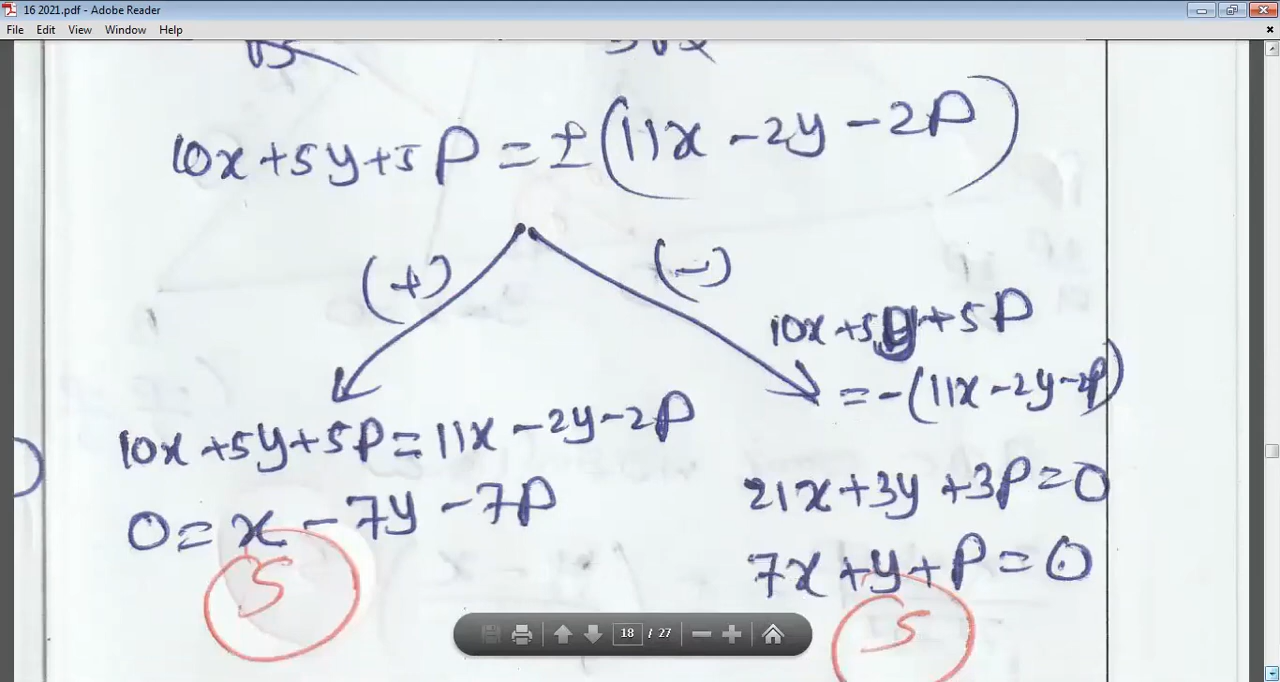 16 2021.pdf - Adobe Reader
File Edit View Window Help
10x + 5y + 5P = ± (11x - 2y - 2P)
(+) (-)
10x + 5y + 5P
= - (11x - 2y - 2P)
10x + 5y + 5P = 11x - 2y - 2P
21x + 3y + 3P = 0
0 = x - 7y - 7P
7x + y + P = 0
5
5
18 / 27